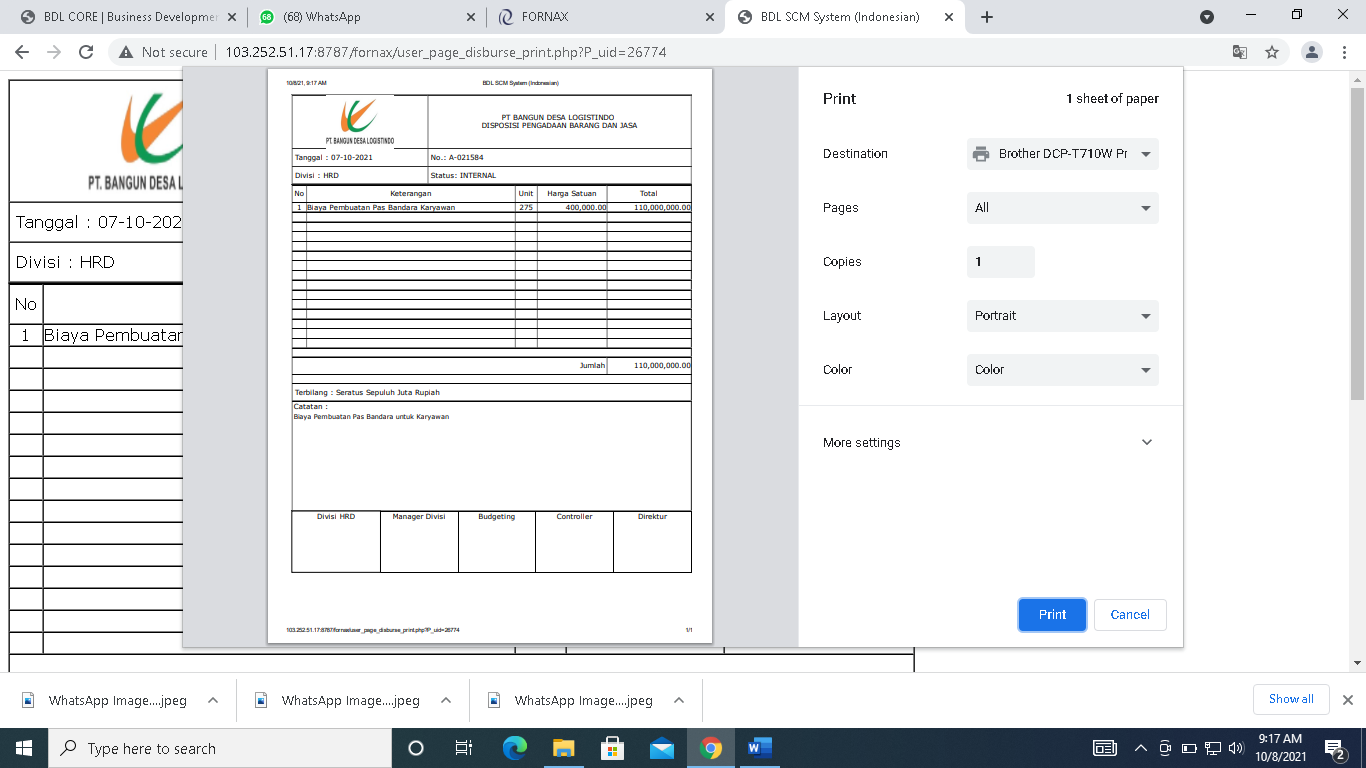 BDL CORE | Business Developmer
(68) WhatsApp
FORNAX
BDL SCM System (Indonesian)
Not secure
103.252.51.17:8787/fornax/user_page_disburse_print.php?P_uid=26774
PT. BANGUN DESA L
Tanggal : 07-10-202
Divisi : HRD
No
1 Biaya Pembuatan
10/8/21, 9:17 AM BDL SCM System (Indonesian)
PT. BANGUN DESA LOGISTINDO
PT BANGUN DESA LOGISTINDO
DISPOSISI PENGADAAN BARANG DAN JASA
Tanggal : 07-10-2021 No.: A-021584
Divisi : HRD Status: INTERNAL
No Keterangan Unit Harga Satuan Total
1 Biaya Pembuatan Pas Bandara Karyawan 275 400,000.00 110,000,000.00
Jumlah 110,000,000.00
Terbilang : Seratus Sepuluh Juta Rupiah
Catatan :
Biaya Pembuatan Pas Bandara untuk Karyawan
Divisi HRD Manager Divisi Budgeting Controller Direktur
103.252.51.17:8787/fornax/user_page_disburse_print.php?P_uid=26774 1/1
Print 1 sheet of paper
Destination Brother DCP-T710W Pr
Pages All
Copies 1
Layout Portrait
Color Color
More settings
Print Cancel
WhatsApp Image....jpeg WhatsApp Image....jpeg WhatsApp Image....jpeg Show all
Type here to search
W
9:17 AM
10/8/2021
2